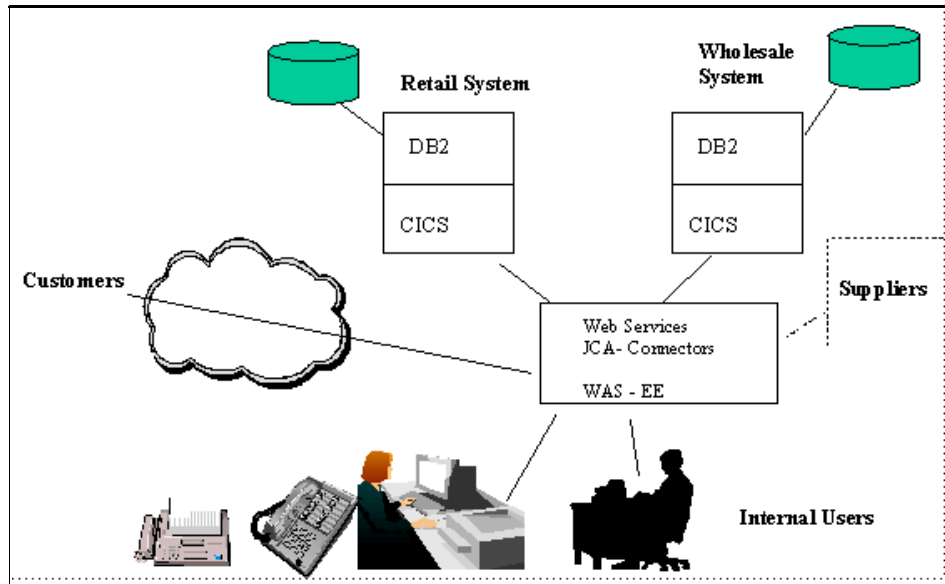 Retail System
Wholesale
System
DB2
DB2
CICS
CICS
Customers
Suppliers
Web Services
JCA- Connectors
WAS - EE
Internal Users